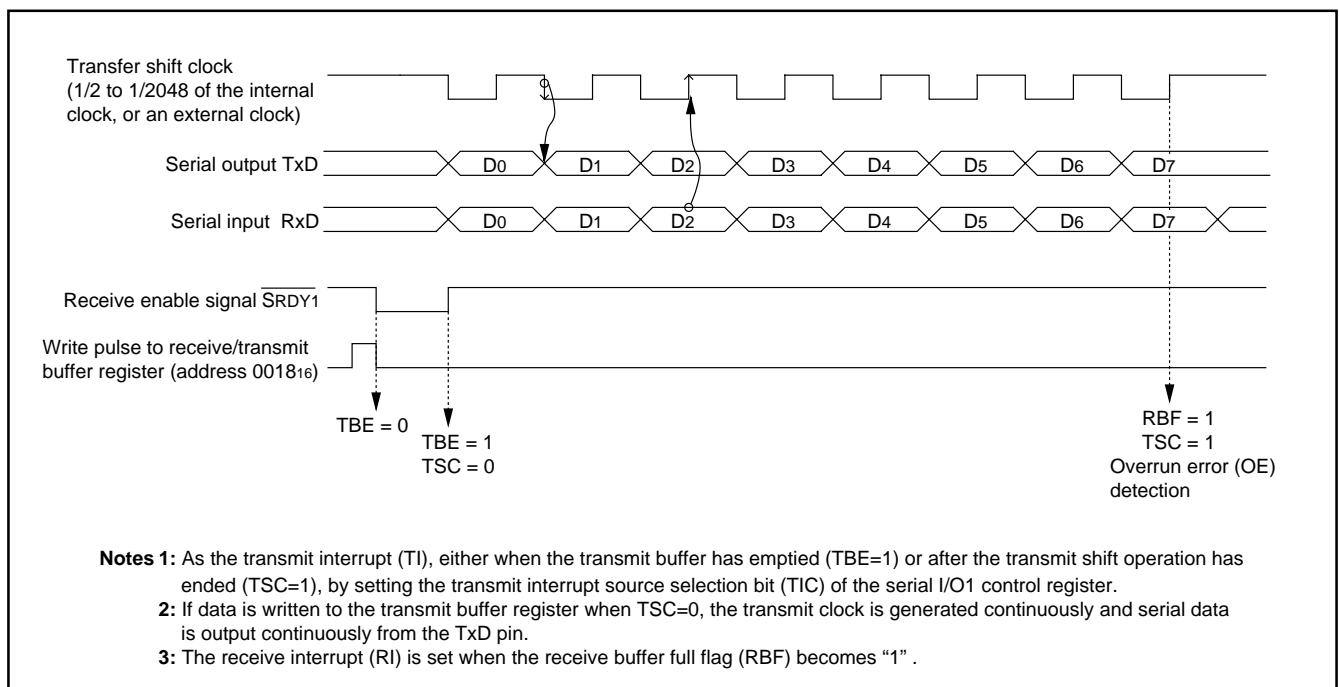 Transfer shift clock
(1/2 to 1/2048 of the internal
clock, or an external clock)
Serial output TxD
D0 D1 D2 D3 D4 D5 D6 D7
Serial input RxD
D0 D1 D2 D3 D4 D5 D6 D7
Receive enable signal SRDY1
Write pulse to receive/transmit
buffer register (address 001816)
TBE = 0
TBE = 1
TSC = 0
RBF = 1
TSC = 1
Overrun error (OE)
detection
Notes 1: As the transmit interrupt (TI), either when the transmit buffer has emptied (TBE=1) or after the transmit shift operation has
ended (TSC=1), by setting the transmit interrupt source selection bit (TIC) of the serial I/O1 control register.
2: If data is written to the transmit buffer register when TSC=0, the transmit clock is generated continuously and serial data
is output continuously from the TxD pin.
3: The receive interrupt (RI) is set when the receive buffer full flag (RBF) becomes “1” .